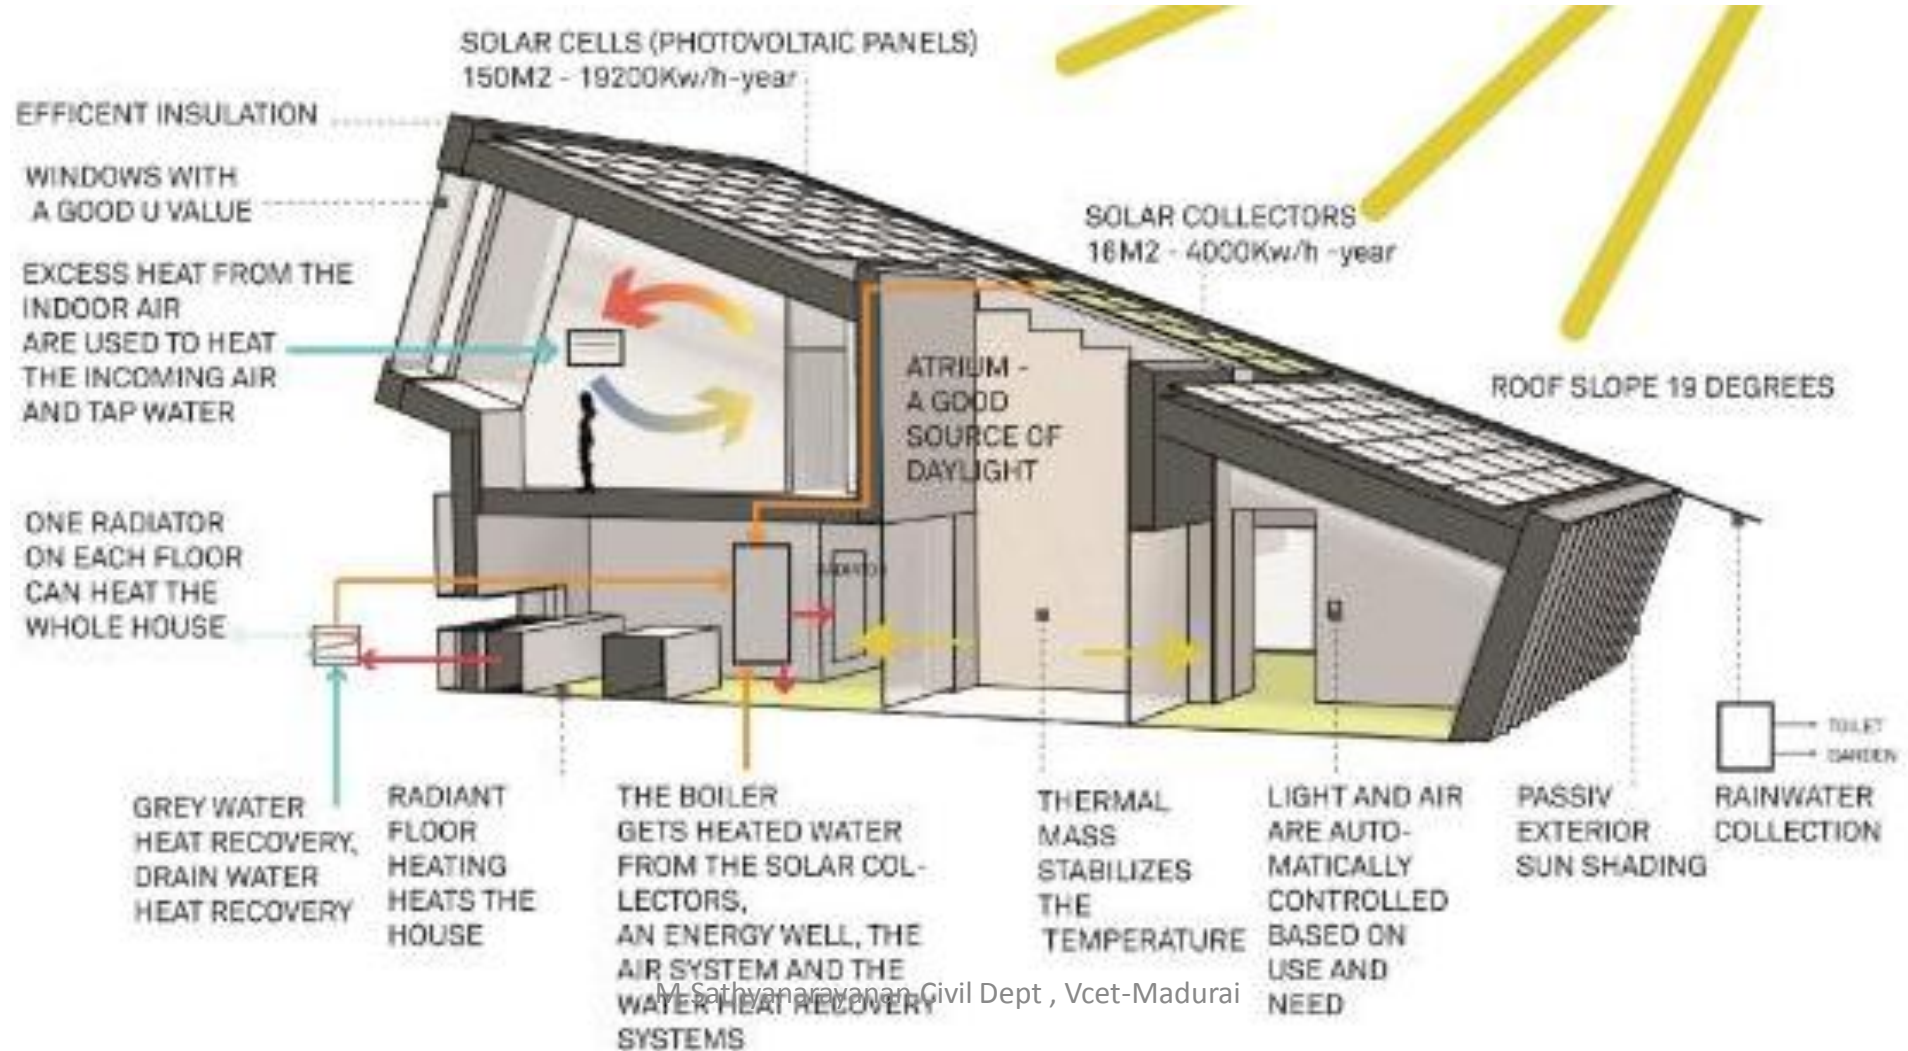 SOLAR CELLS (PHOTOVOLTAIC PANELS)
150M2 - 19200Kw/h-year
EFFICENT INSULATION
WINDOWS WITH
A GOOD U VALUE
EXCESS HEAT FROM THE
INDOOR AIR
ARE USED TO HEAT
THE INCOMING AIR
AND TAP WATER
ONE RADIATOR
ON EACH FLOOR
CAN HEAT THE
WHOLE HOUSE
SOLAR COLLECTORS
16M2 - 4000Kw/h -year
ROOF SLOPE 19 DEGREES
ATRIUM -
A GOOD
SOURCE OF
DAYLIGHT
RADIATOR
TOILET
GARDEN
GREY WATER
HEAT RECOVERY,
DRAIN WATER
HEAT RECOVERY
RADIANT
FLOOR
HEATING
HEATS THE
HOUSE
THE BOILER
GETS HEATED WATER
FROM THE SOLAR COL-
LECTORS,
AN ENERGY WELL, THE
AIR SYSTEM AND THE
WATER HEAT RECOVERY
SYSTEMS
THERMAL
MASS
STABILIZES
THE
TEMPERATURE
LIGHT AND AIR
ARE AUTO-
MATICALLY
CONTROLLED
BASED ON
USE AND
NEED
PASSIV
EXTERIOR
SUN SHADING
RAINWATER
COLLECTION
M.Sathyanarayanan,Civil Dept , Vcet-Madurai